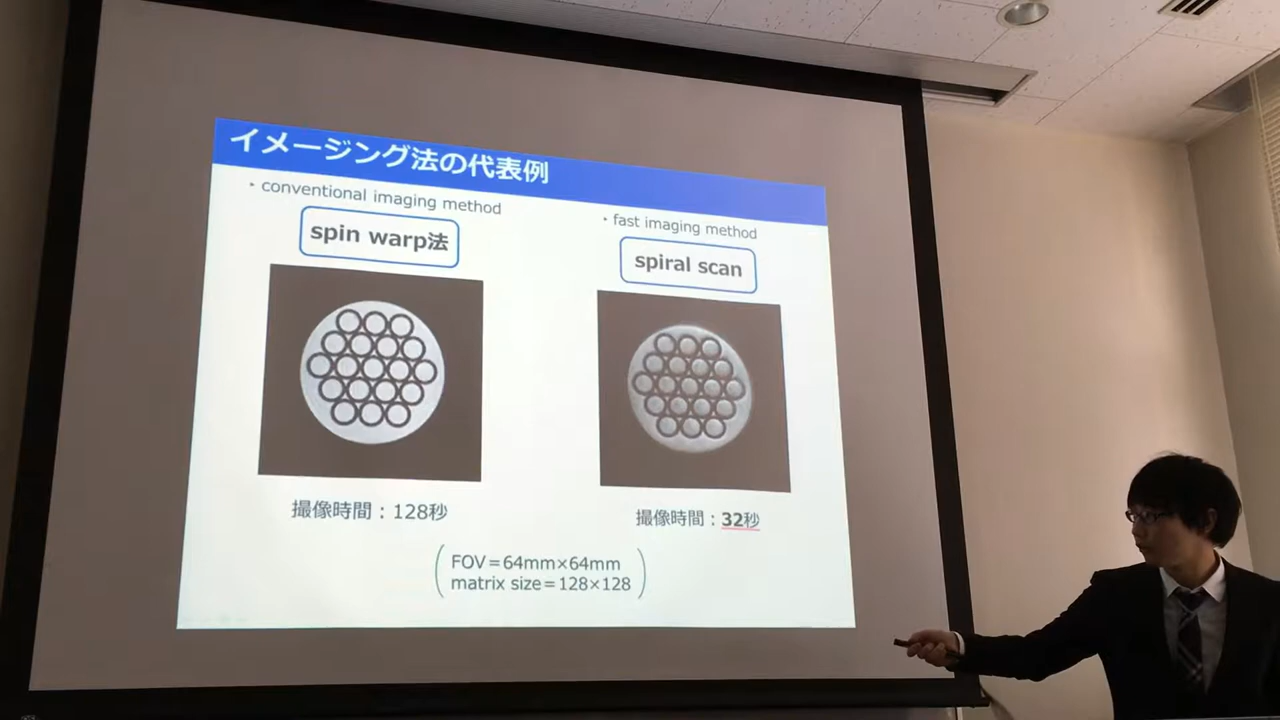 イメージング法の代表例
・conventional imaging method
spin warp法
撮像時間：128秒
・fast imaging method
spiral scan
撮像時間：32秒
FOV＝64mm×64mm
matrix size＝128×128